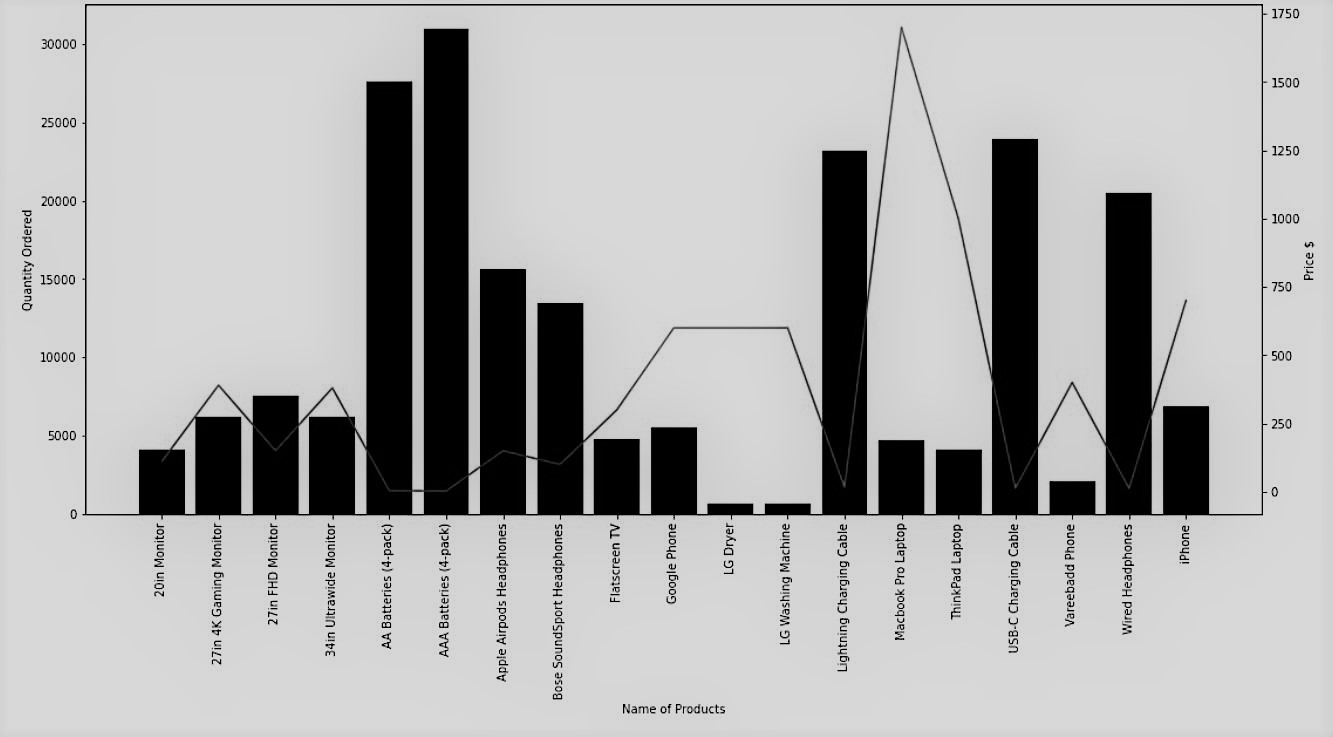 30000
25000
20000
15000
10000
5000
0
Quantity Ordered
1750
1500
1250
1000
750
500
250
0
Price $
20in Monitor
27in 4K Gaming Monitor
27in FHD Monitor
34in Ultrawide Monitor
AA Batteries (4-pack)
AAA Batteries (4-pack)
Apple Airpods Headphones
Bose SoundSport Headphones
Flatscreen TV
Google Phone
LG Dryer
LG Washing Machine
Lightning Charging Cable
Macbook Pro Laptop
ThinkPad Laptop
USB-C Charging Cable
Vareebadd Phone
Wired Headphones
iPhone
Name of Products